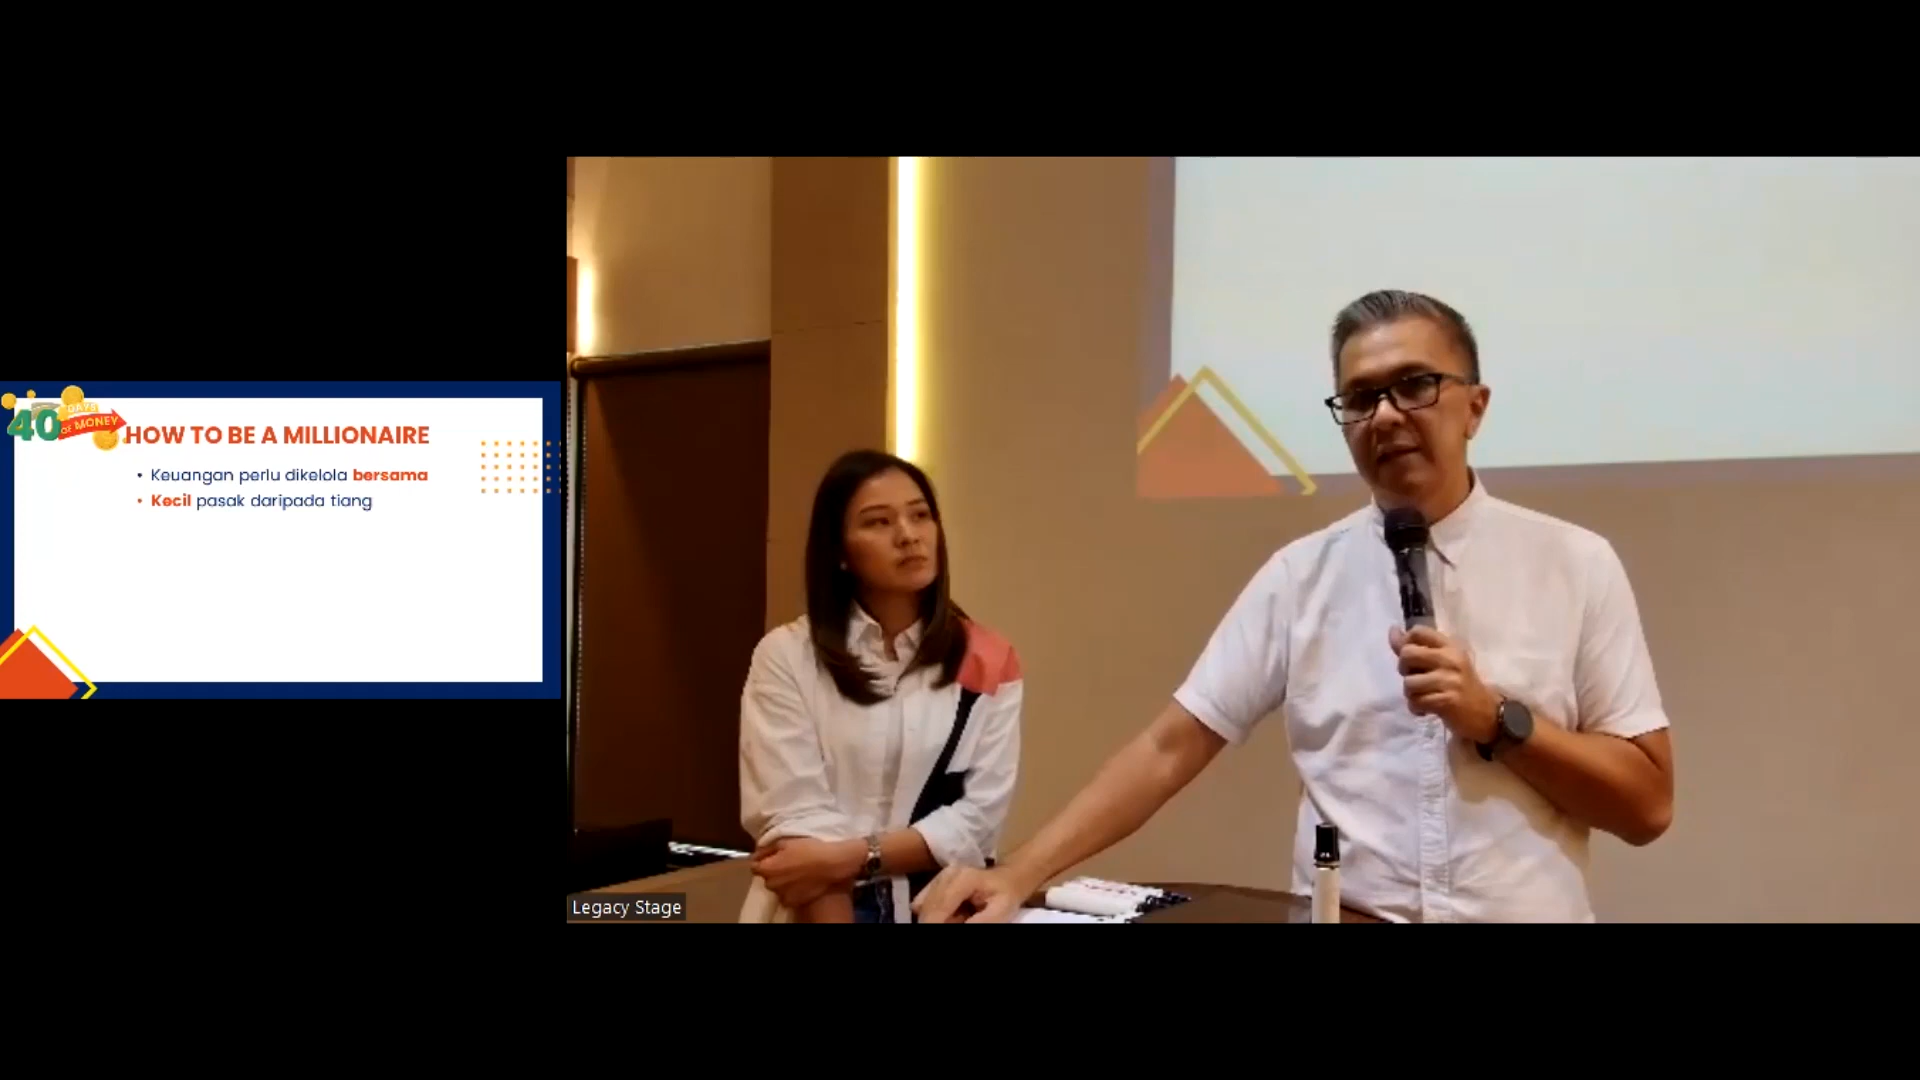 40 DAYS
OF MONEY
HOW TO BE A MILLIONAIRE
• Keuangan perlu dikelola bersama
• Kecil pasak daripada tiang
Legacy Stage